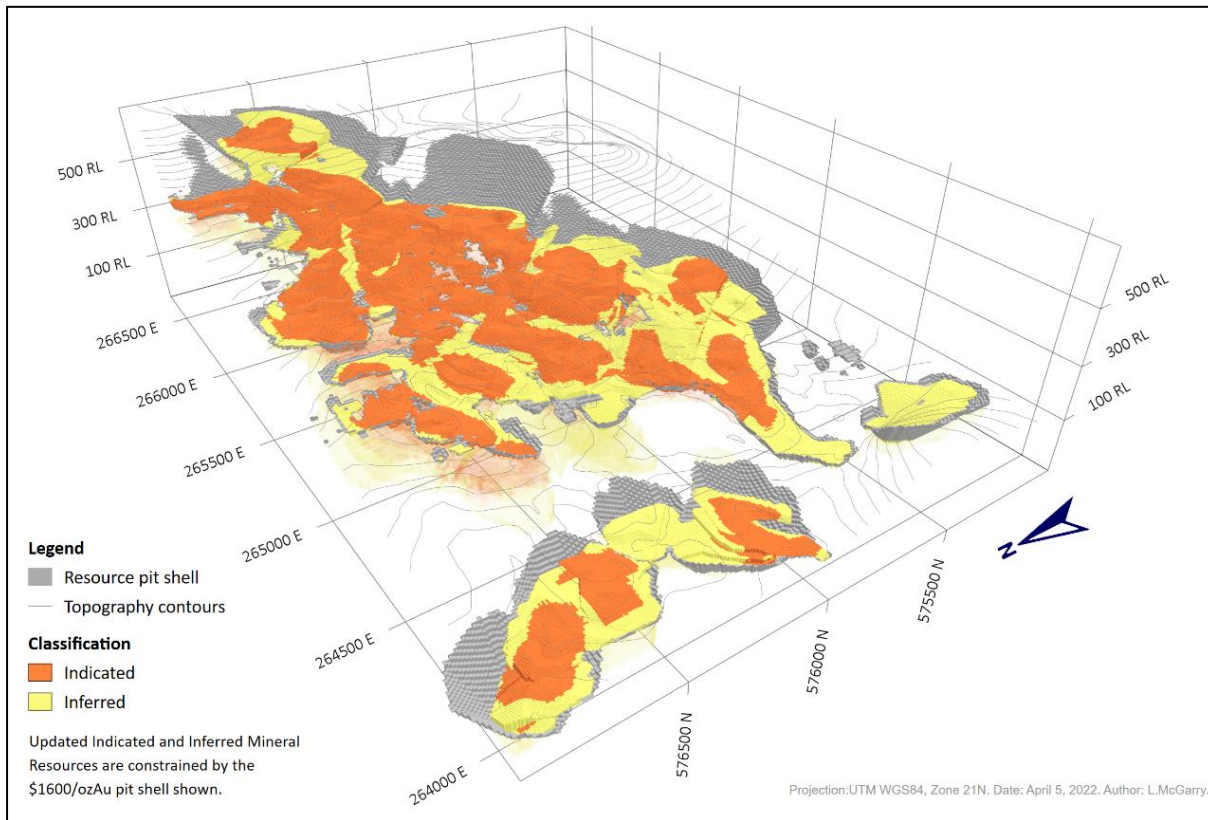 500 RL
300 RL
100 RL
266500 E
266000 E
265500 E
265000 E
264500 E
264000 E
500 RL
300 RL
100 RL
575500 N
576000 N
576500 N
N
Legend
Resource pit shell
Topography contours
Classification
Indicated
Inferred
Updated Indicated and Inferred Mineral
Resources are constrained by the
$1600/ozAu pit shell shown.
Projection:UTM WGS84, Zone 21N. Date: April 5, 2022. Author: L.McGarry.